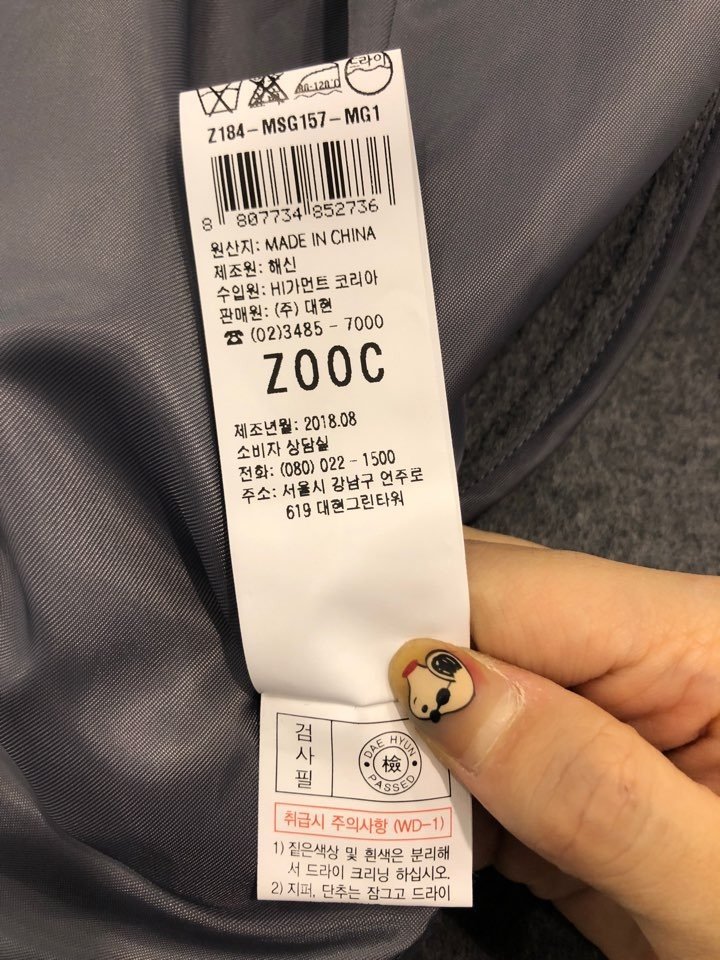 드라이
80-120℃
Z184-MSG157-MG1
8 807734 852736
원산지: MADE IN CHINA
제조원: 해신
수입원: HI가먼트 코리아
판매원: (주) 대현
☎ (02)3485 - 7000
ZOOC
제조년월: 2018.08
소비자 상담실
전화: (080) 022 - 1500
주소: 서울시 강남구 언주로
619 대현그린타워
검사필
DAE HYUN
檢
PASSED
취급시 주의사항 (WD-1)
1) 짙은색상 및 흰색은 분리해
서 드라이 크리닝 하십시오.
2) 지퍼, 단추는 잠그고 드라이